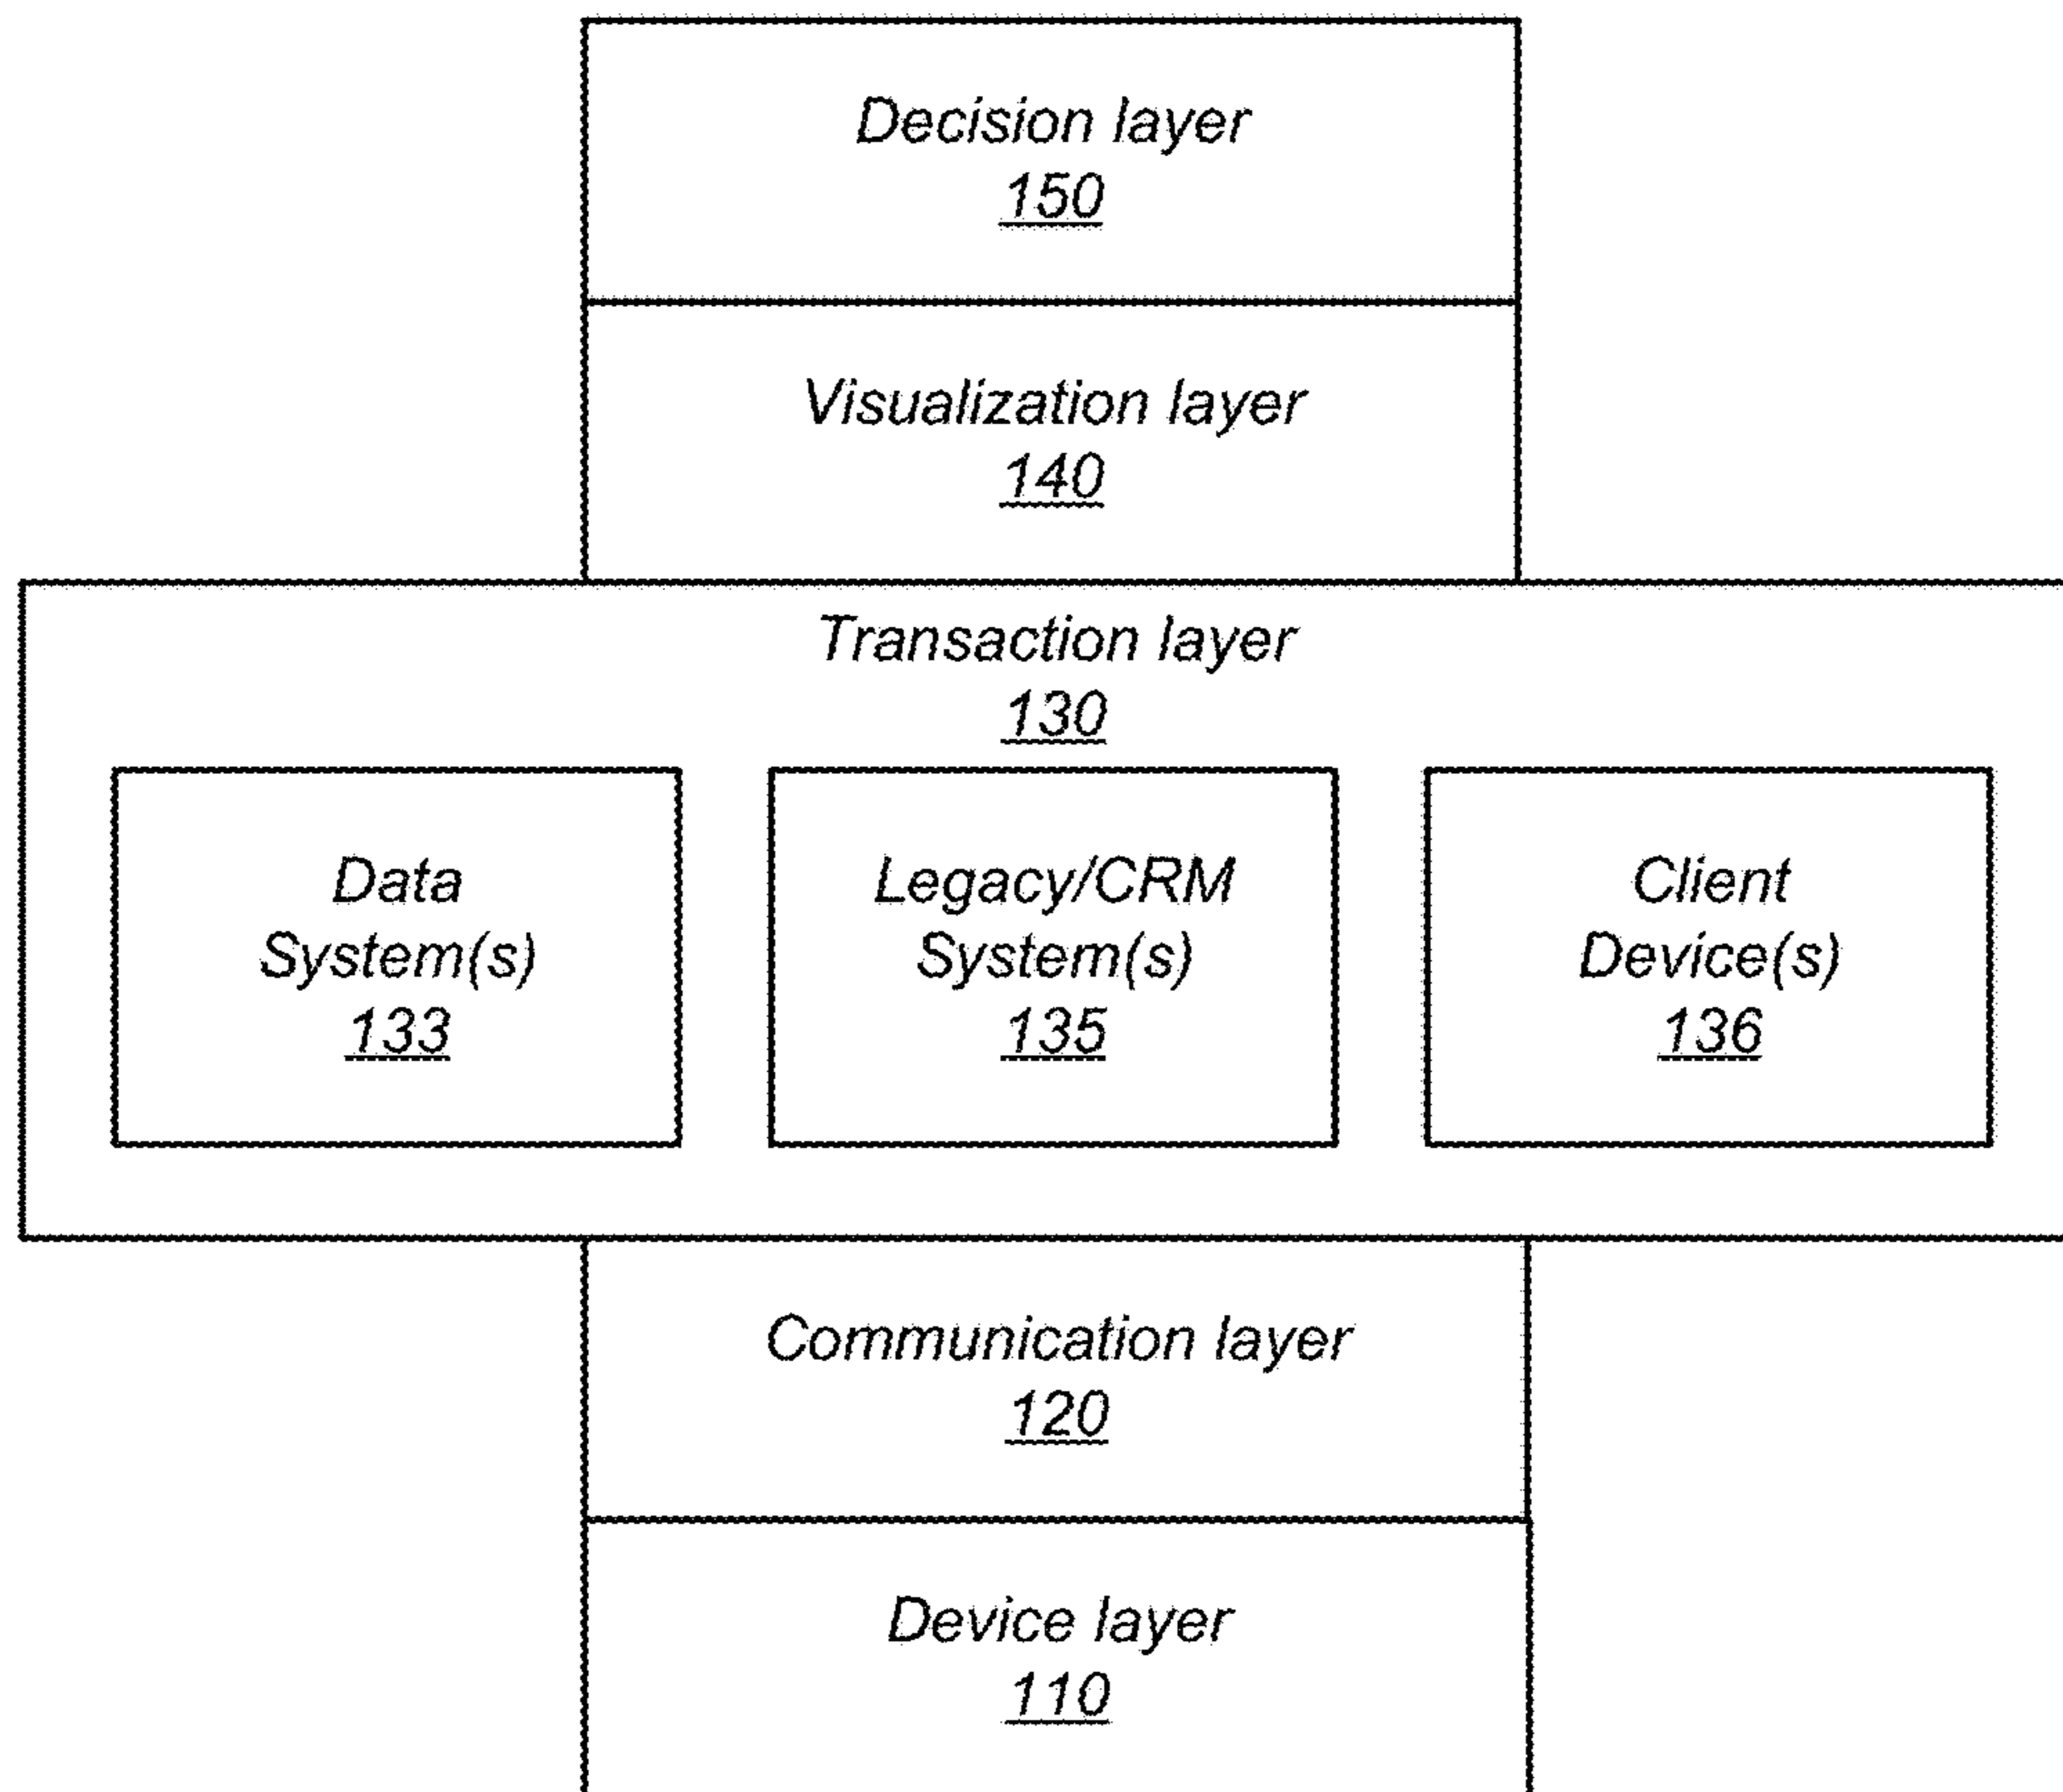 Decision layer
150
Visualization layer
140
Transaction layer
130
Data
System(s)
133
Legacy/CRM
System(s)
135
Client
Device(s)
136
Communication layer
120
Device layer
110